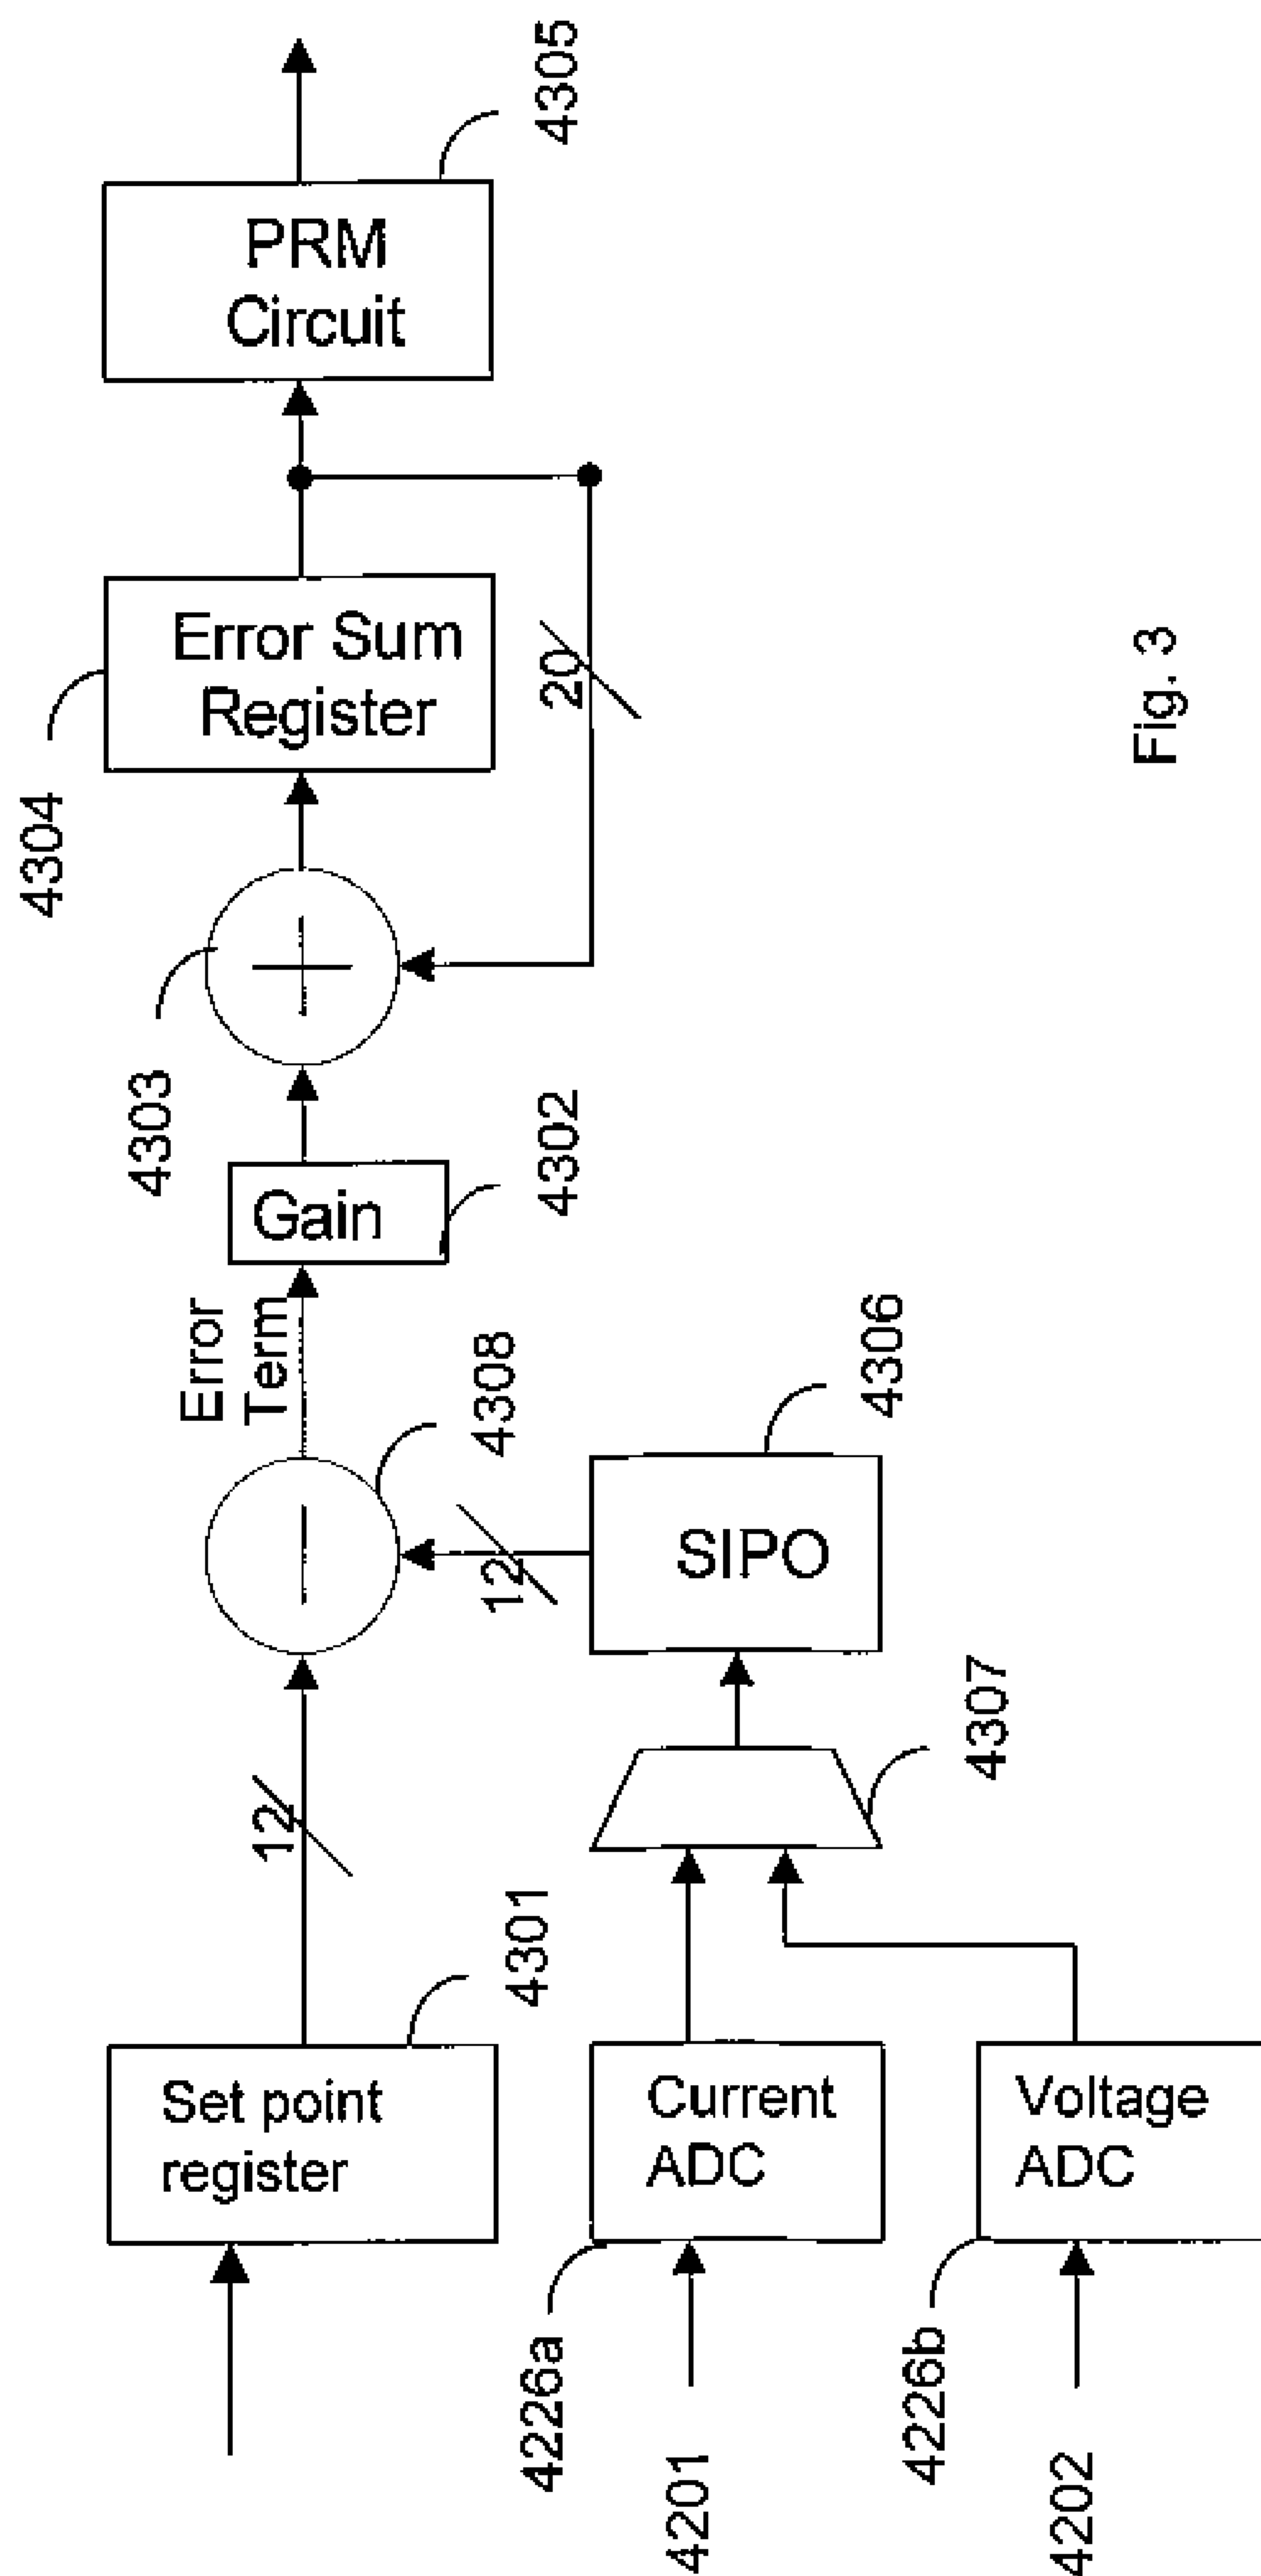 4304
4303
Error
Term
Error Sum
Register
PRM
Circuit
4305
Gain
4302
20
Set point
register
4301
12
4308
12
SIPO
4306
4226a
Current
ADC
4201
4307
4226b
Voltage
ADC
4202
Fig. 3